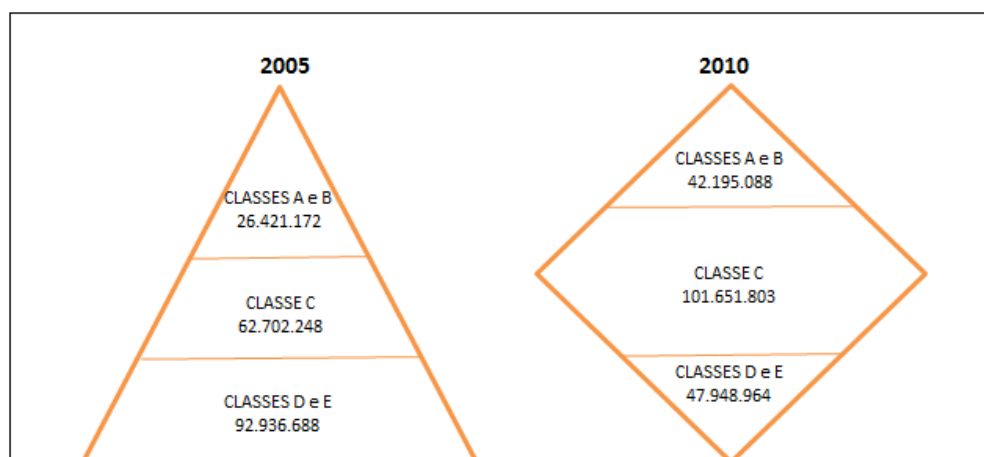 2005
CLASSES A e B
26.421.172
CLASSE C
62.702.248
CLASSES D e E
92.936.688
2010
CLASSES A e B
42.195.088
CLASSE C
101.651.803
CLASSES D e E
47.948.964